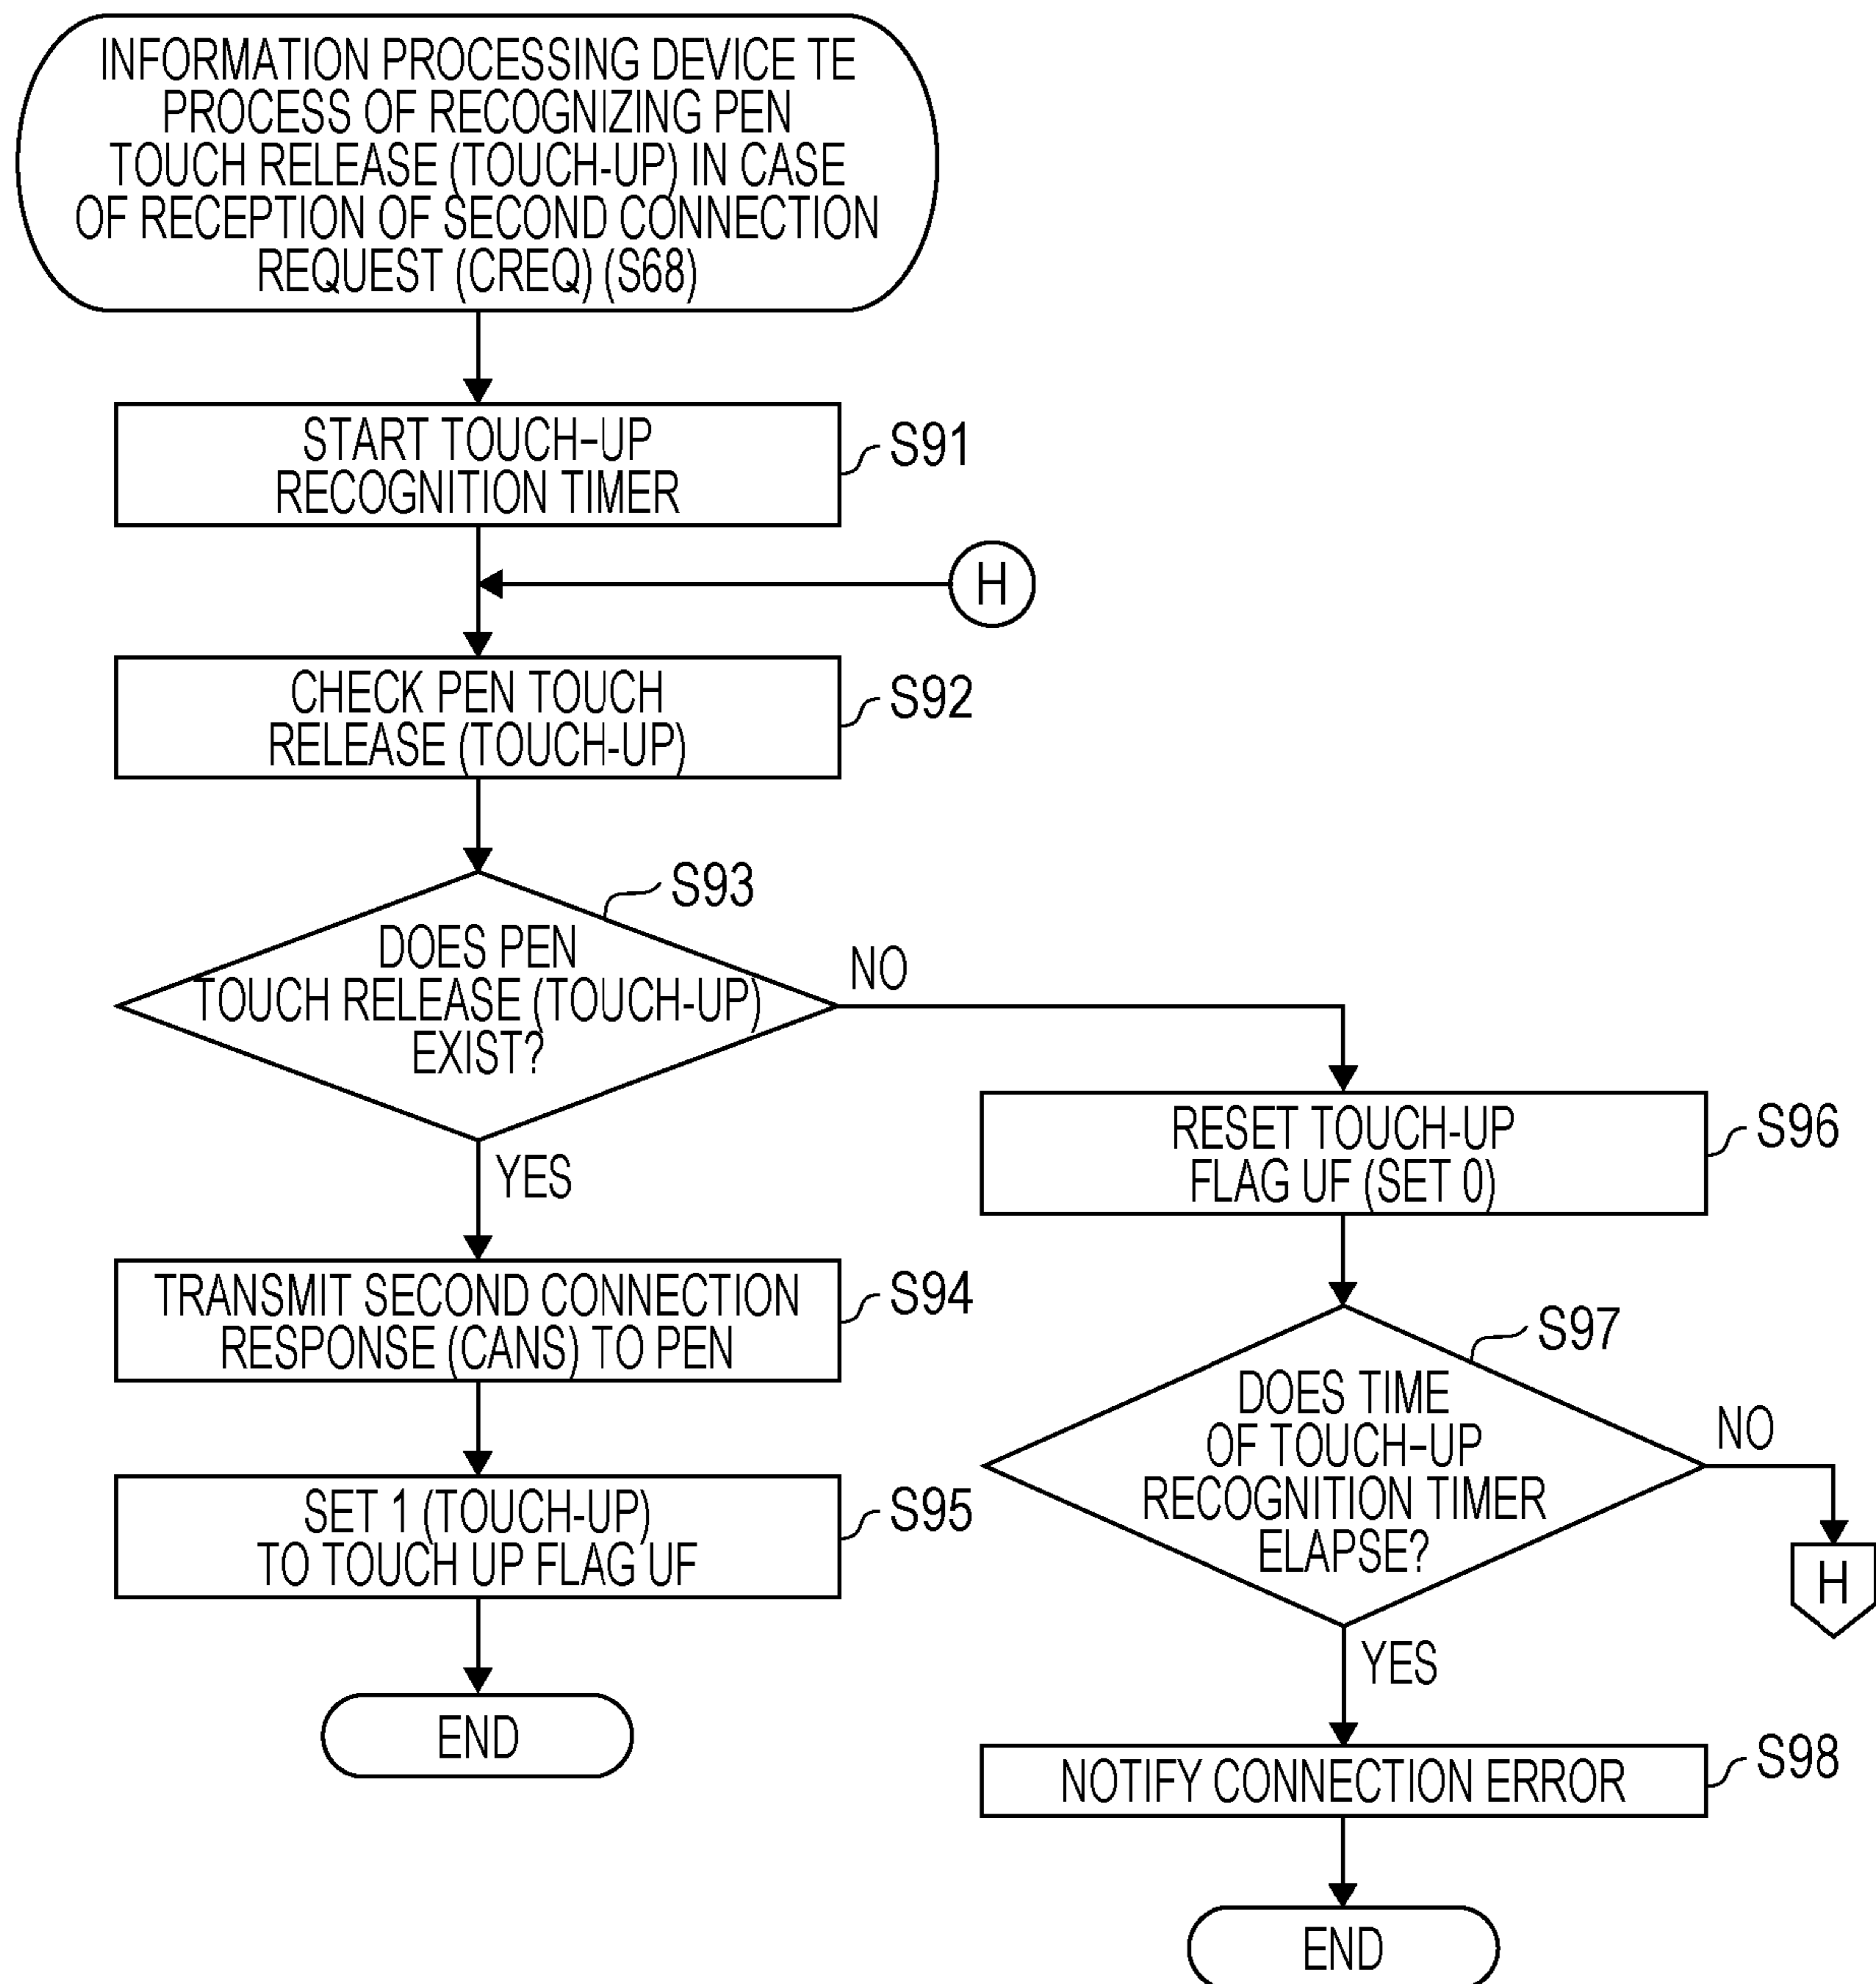 INFORMATION PROCESSING DEVICE TE
PROCESS OF RECOGNIZING PEN
TOUCH RELEASE (TOUCH-UP) IN CASE
OF RECEPTION OF SECOND CONNECTION
REQUEST (CREQ) (S68)
START TOUCH-UP
RECOGNITION TIMER
S91
H
CHECK PEN TOUCH
RELEASE (TOUCH-UP)
S92
S93
DOES PEN
TOUCH RELEASE (TOUCH-UP)
EXIST?
NO
YES
TRANSMIT SECOND CONNECTION
RESPONSE (CANS) TO PEN
S94
SET 1 (TOUCH-UP)
TO TOUCH UP FLAG UF
S95
END
RESET TOUCH-UP
FLAG UF (SET 0)
S96
S97
DOES TIME
OF TOUCH-UP
RECOGNITION TIMER
ELAPSE?
NO
H
YES
NOTIFY CONNECTION ERROR
S98
END